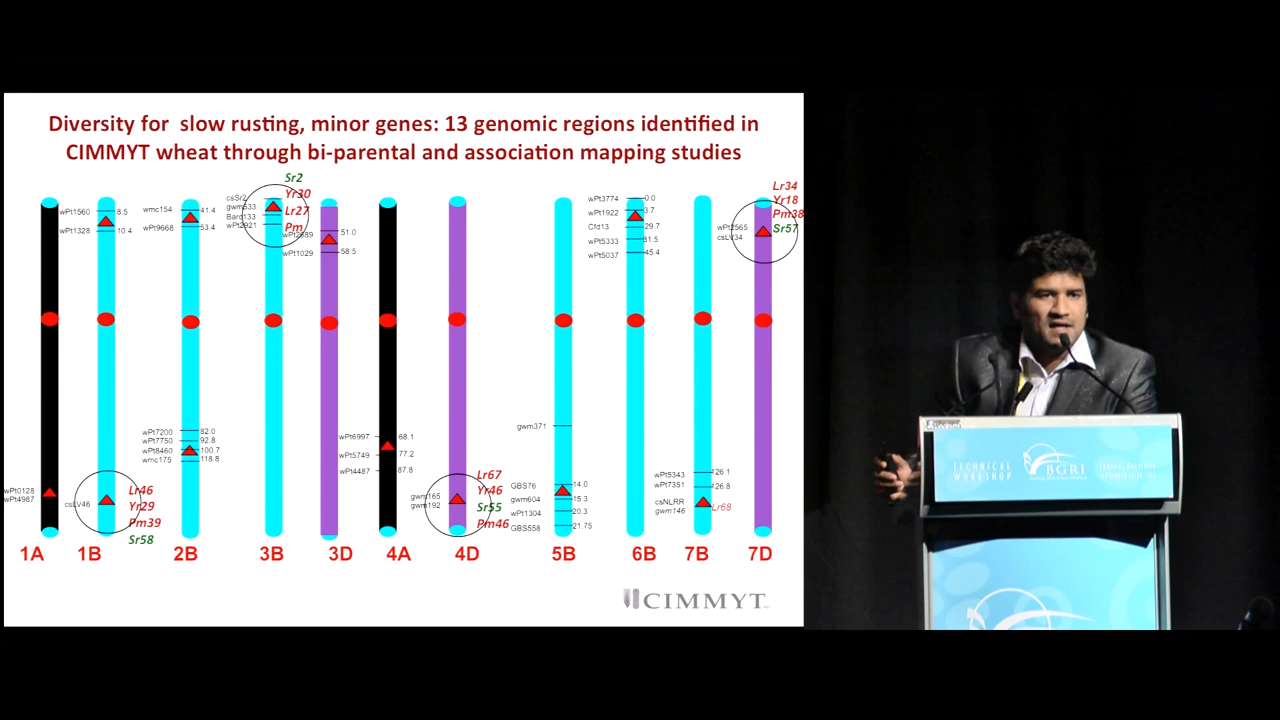 Diversity for slow rusting, minor genes: 13 genomic regions identified in
CIMMYT wheat through bi-parental and association mapping studies
wPt1560 8.5
wPt1328 10.4
wmc154 41.4
wPt9668 53.4
csSr2
gwm533
Barc133
wPt2921
Sr2
Yr30
Lr27
Pm
51.0
wPt1029 58.5
wPt3774 0.0
wPt1922 3.7
Cfd13 29.7
wPt5333 31.5
wPt5037 45.4
wPt2565
csLV34
Lr34
Yr18
Pm38
Sr57
wPt0128
wPt4987
csLV46
Lr46
Yr29
Pm39
Sr58
wPt7200 82.0
wPt7750 92.8
wPt8460 100.7
wmc175 118.8
wPt6997 68.1
wPt5749 77.2
wPt4487 87.8
gwm165
gwm192
Lr67
Yr46
Sr55
Pm46
gwm371
GBS76 14.0
gwm604 15.3
wPt1304 20.3
GBS558 21.75
wPt5343 126.1
wPt7351 126.8
csNLRR
gwm146
Lr68
1A 1B 2B 3B 3D 4A 4D 5B 6B 7B 7D
CIMMYT
TECHNICAL
WORKSHOP
BGRI